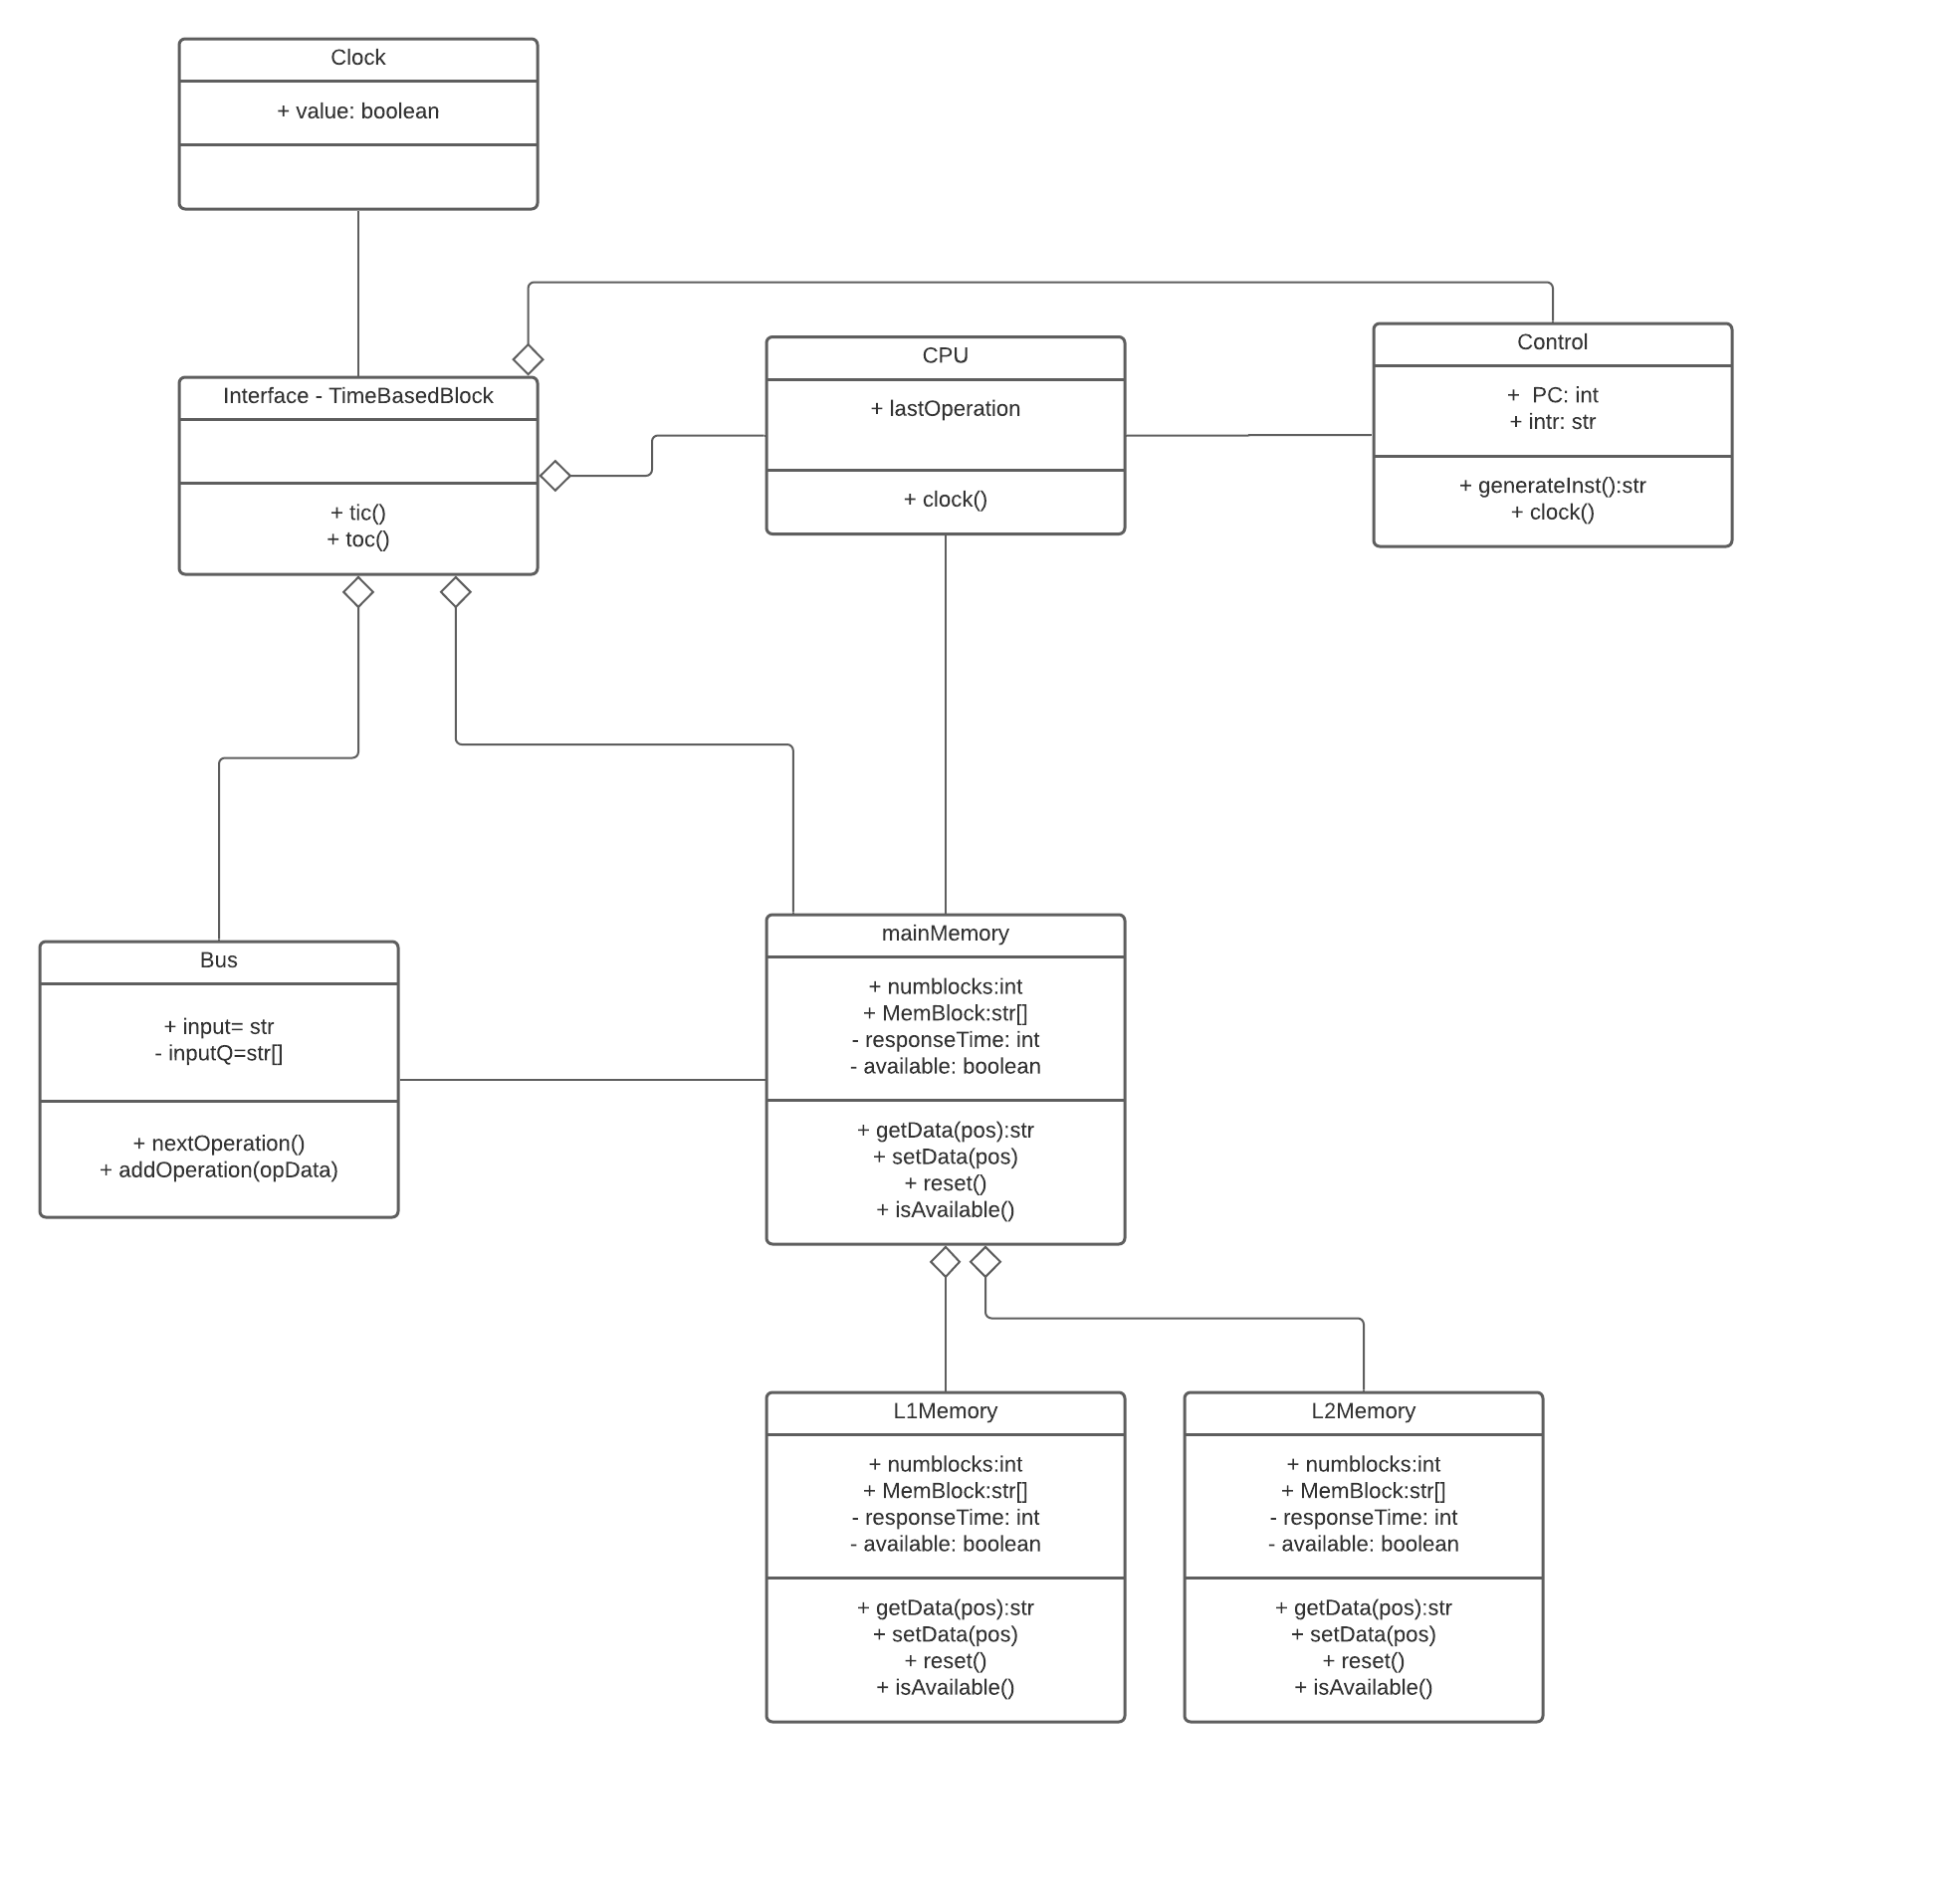 Clock
+ value: boolean
Interface - TimeBasedBlock
+ tic()
+ toc()
CPU
+ lastOperation
+ clock()
Control
+  PC: int
+ intr: str
+ generateInst():str
+ clock()
Bus
+ input= str
- inputQ=str[]
+ nextOperation()
+ addOperation(opData)
mainMemory
+ numblocks:int
+ MemBlock:str[]
- responseTime: int
- available: boolean
+ getData(pos):str
+ setData(pos)
+ reset()
+ isAvailable()
L1Memory
+ numblocks:int
+ MemBlock:str[]
- responseTime: int
- available: boolean
+ getData(pos):str
+ setData(pos)
+ reset()
+ isAvailable()
L2Memory
+ numblocks:int
+ MemBlock:str[]
- responseTime: int
- available: boolean
+ getData(pos):str
+ setData(pos)
+ reset()
+ isAvailable()